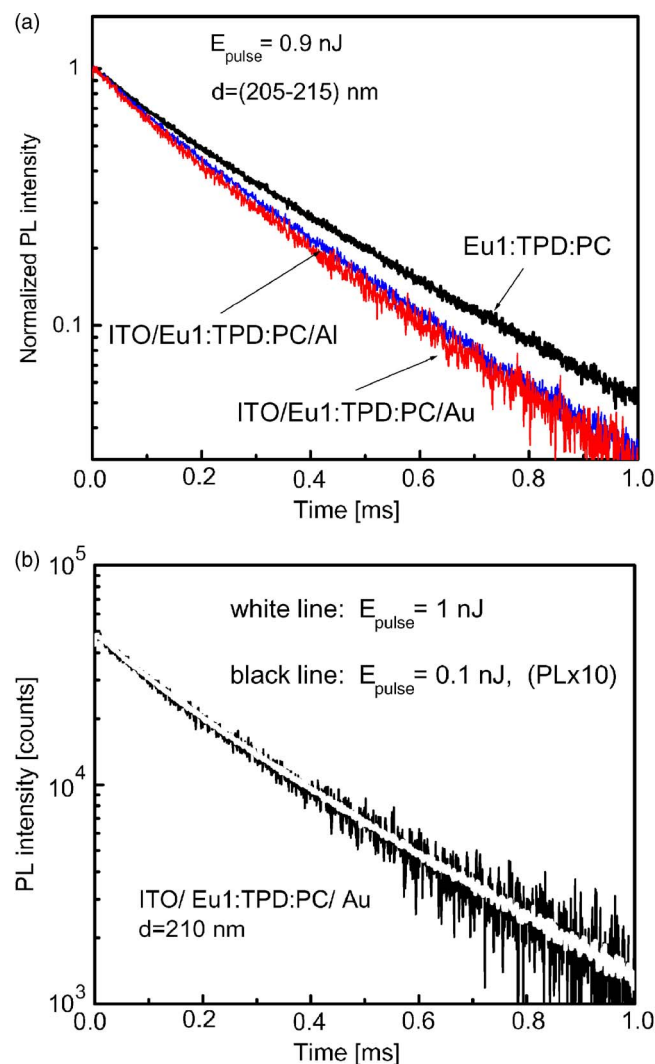 (a)
E_pulse= 0.9 nJ
d=(205-215) nm
1
0.1
Normalized PL intensity
Eu1:TPD:PC
ITO/Eu1:TPD:PC/Al
ITO/Eu1:TPD:PC/Au
0.0 0.2 0.4 0.6 0.8 1.0
Time [ms]
(b)
10^5
10^4
10^3
PL intensity [counts]
white line: E_pulse= 1 nJ
black line: E_pulse= 0.1 nJ, (PLx10)
ITO/ Eu1:TPD:PC/ Au
d=210 nm
0.0 0.2 0.4 0.6 0.8 1.0
Time [ms]